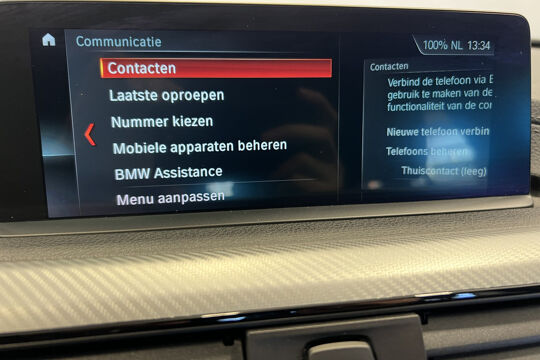 Communicatie
100% NL 13:34
Contacten
Laatste oproepen
Nummer kiezen
Mobiele apparaten beheren
BMW Assistance
Menu aanpassen
Contacten
Verbind de telefoon via
gebruik te maken van de
functionaliteit van de cor
Nieuwe telefoon verbin
Telefoons beheren
Thuiscontact (leeg)